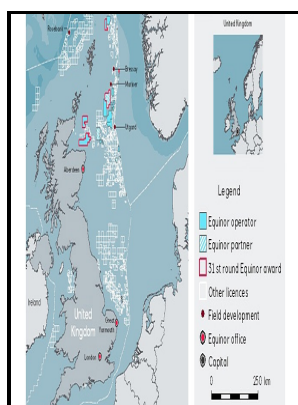 Rosebank
United Kingdom
Bressay
Mariner
Utgard
Aberdeen
Legend
Equinor operator
Equinor partner
31st round Equinor award
Ireland
Other licences
United
Kingdom
Great
Yarmouth
Field development
Equinor office
London
Capital
0 250 km